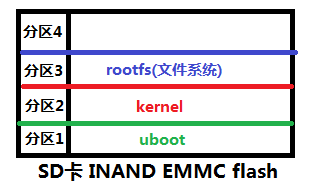 分区4
分区3 rootfs(文件系统)
分区2 kernel
分区1 uboot
SD卡 INAND EMMC flash